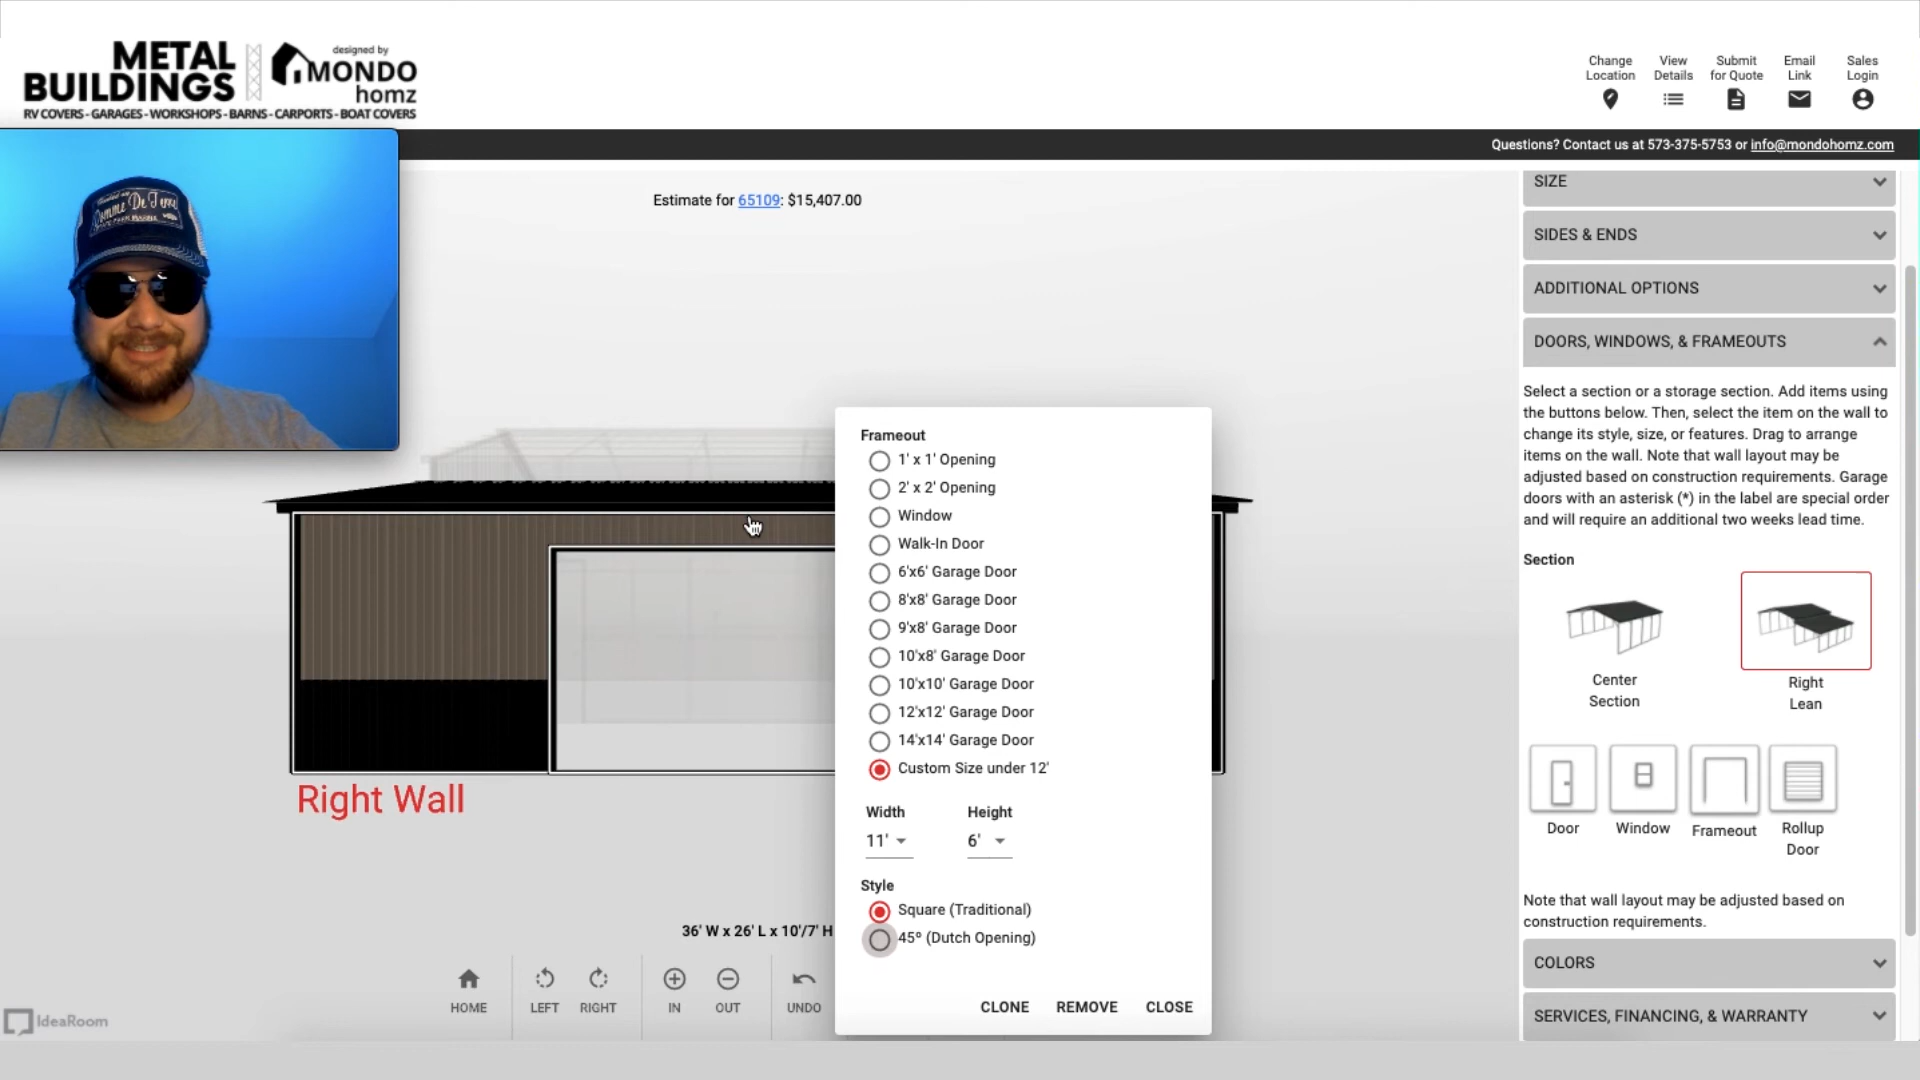 METAL
BUILDINGS
designed by
MONDO
homz
RV COVERS - GARAGES - WORKSHOPS - BARNS - CARPORTS - BOAT COVERS
Change
Location
View
Details
Submit
for Quote
Email
Link
Sales
Login
Questions? Contact us at 573-375-5753 or info@mondohomz.com
Estimate for 65109: $15,407.00
SIZE
SIDES & ENDS
ADDITIONAL OPTIONS
DOORS, WINDOWS, & FRAMEOUTS
Select a section or a storage section. Add items using
the buttons below. Then, select the item on the wall to
change its style, size, or features. Drag to arrange
items on the wall. Note that wall layout may be
adjusted based on construction requirements. Garage
doors with an asterisk (*) in the label are special order
and will require an additional two weeks lead time.
Section
Center
Section
Right
Lean
Door
Window
Frameout
Rollup
Door
Note that wall layout may be adjusted based on
construction requirements.
COLORS
SERVICES, FINANCING, & WARRANTY
Frameout
1' x 1' Opening
2' x 2' Opening
Window
Walk-In Door
6'x6' Garage Door
8'x8' Garage Door
9'x8' Garage Door
10'x8' Garage Door
10'x10' Garage Door
12'x12' Garage Door
14'x14' Garage Door
Custom Size under 12'
Width
Height
11'
6'
Style
Square (Traditional)
45º (Dutch Opening)
CLONE
REMOVE
CLOSE
Right Wall
36' W x 26' L x 10'/7' H
HOME
LEFT
RIGHT
IN
OUT
UNDO
IdeaRoom